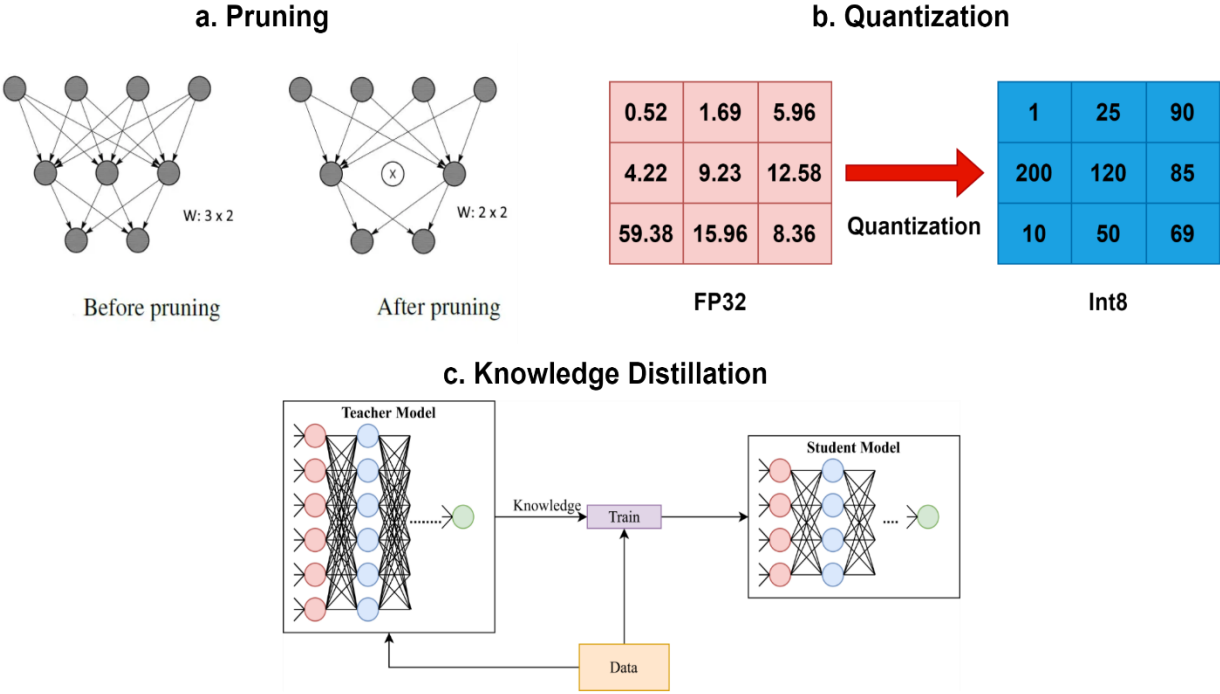 a. Pruning
b. Quantization
X
W: 3 x 2
W: 2 x 2
Before pruning
After pruning
0.52 1.69 5.96
4.22 9.23 12.58
59.38 15.96 8.36
FP32
Quantization
1 25 90
200 120 85
10 50 69
Int8
c. Knowledge Distillation
Teacher Model
Knowledge
Train
Student Model
Data